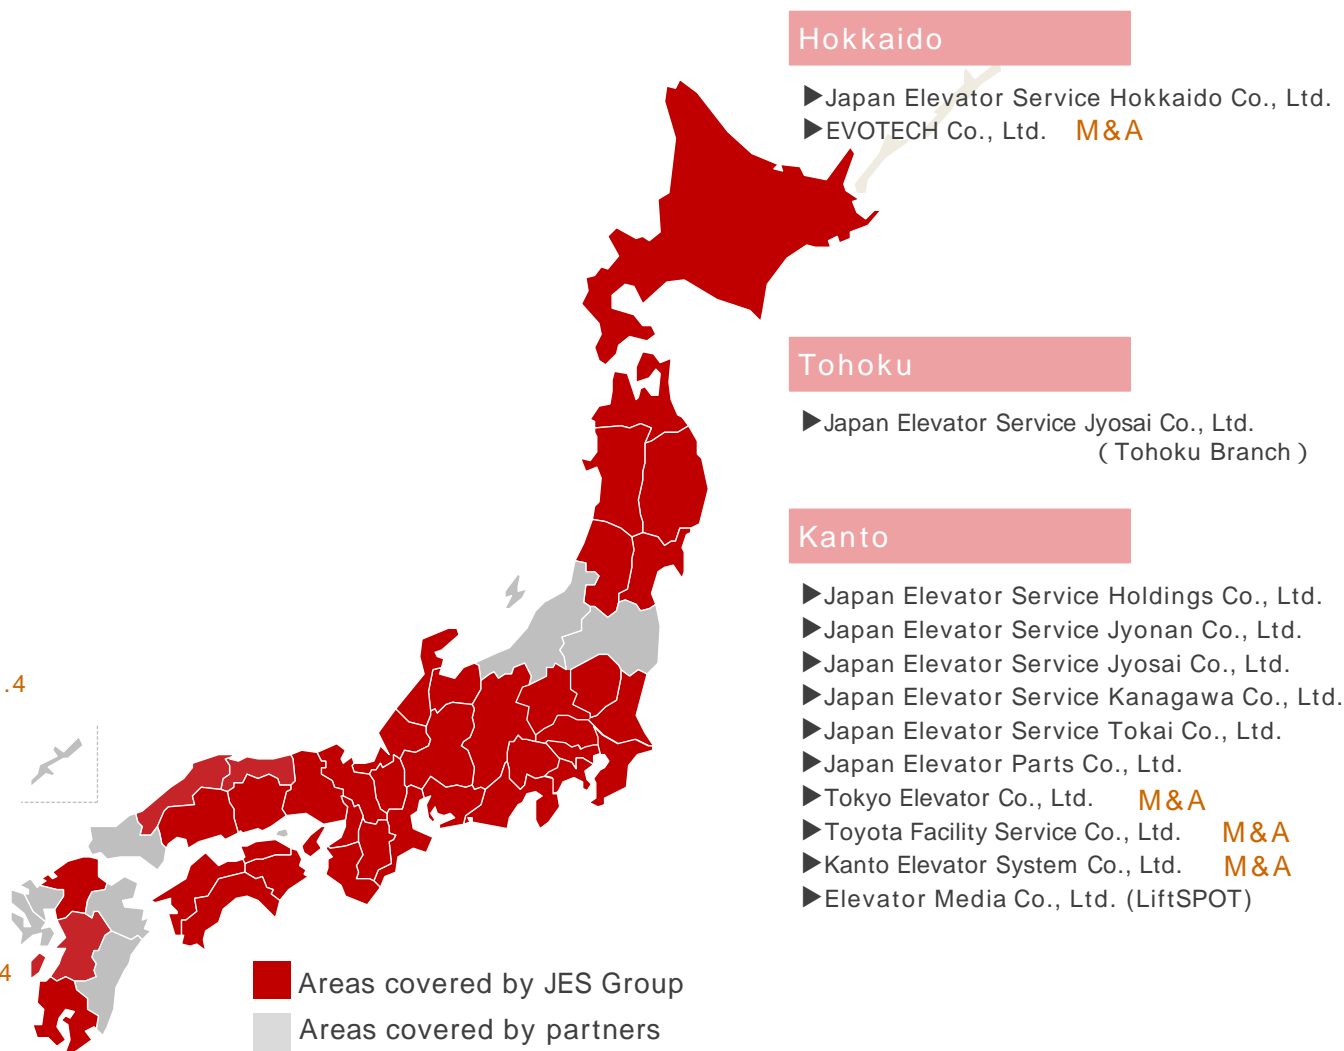 Hokkaido
▶Japan Elevator Service Hokkaido Co., Ltd.
▶EVOTECH Co., Ltd. M&A
Tohoku
▶Japan Elevator Service Jyosai Co., Ltd.
(Tohoku Branch)
Kanto
▶Japan Elevator Service Holdings Co., Ltd.
▶Japan Elevator Service Jyonan Co., Ltd.
▶Japan Elevator Service Jyosai Co., Ltd.
▶Japan Elevator Service Kanagawa Co., Ltd.
▶Japan Elevator Service Tokai Co., Ltd.
▶Japan Elevator Parts Co., Ltd.
▶Tokyo Elevator Co., Ltd. M&A
▶Toyota Facility Service Co., Ltd. M&A
▶Kanto Elevator System Co., Ltd. M&A
▶Elevator Media Co., Ltd. (LiftSPOT)
.4
4
Areas covered by JES Group
Areas covered by partners